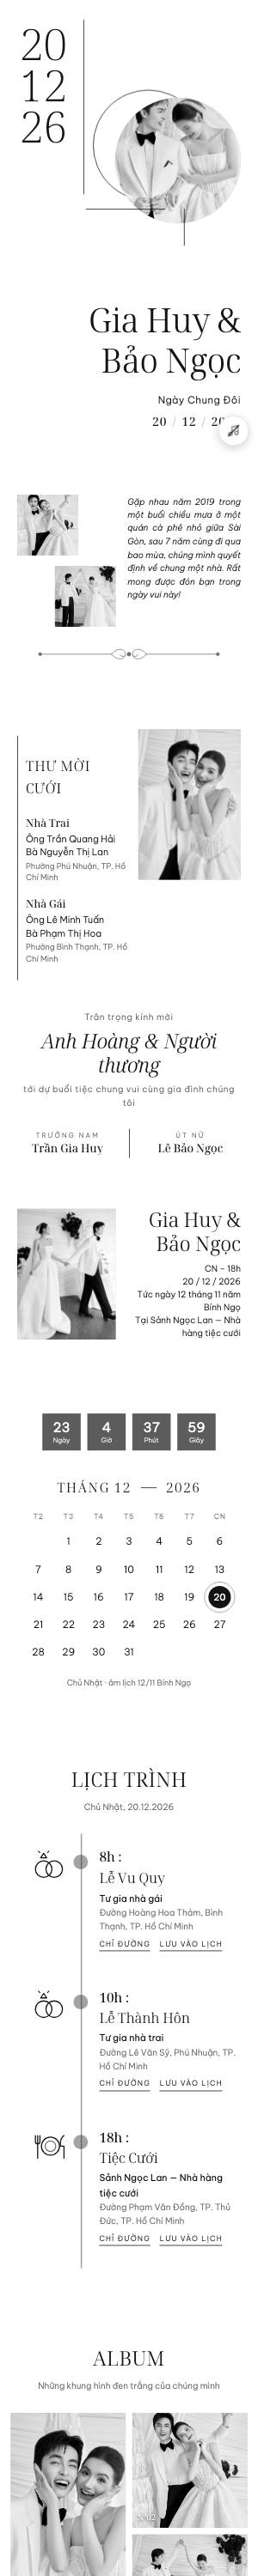 20
12
26
Gia Huy &
Bảo Ngọc
Ngày Chung Đôi
20 / 12 /
Gặp nhau năm 2019 trong
một buổi chiều mưa ở một
quán cà phê nhỏ giữa Sài
Gòn, sau 7 năm cùng đi qua
bao mùa, chúng mình quyết
định về chung một nhà. Rất
mong được đón bạn trong
ngày vui này!
THƯ MỜI
CƯỚI
Nhà Trai
Ông Trần Quang Hải
Bà Nguyễn Thị Lan
Phường Phú Nhuận, TP. Hồ
Chí Minh
Nhà Gái
Ông Lê Minh Tuấn
Bà Phạm Thị Hoa
Phường Bình Thạnh, TP. Hồ
Chí Minh
Trân trọng kính mời
Anh Hoàng & Người
thương
tới dự buổi tiệc chung vui cùng gia đình chúng
tôi
TRƯỞNG NAM
Trần Gia Huy
ÚT NỮ
Lê Bảo Ngọc
Gia Huy &
Bảo Ngọc
CN - 18h
20 / 12 / 2026
Tức ngày 12 tháng 11 năm
Bính Ngọ
Tại Sảnh Ngọc Lan — Nhà
hàng tiệc cưới
23 4 37 59
Ngày Giờ Phút Giây
THÁNG 12 — 2026
T2 T3 T4 T5 T6 T7 CN
1 2 3 4 5 6
7 8 9 10 11 12 13
14 15 16 17 18 19 20
21 22 23 24 25 26 27
28 29 30 31
Chủ Nhật · âm lịch 12/11 Bính Ngọ
LỊCH TRÌNH
Chủ Nhật, 20.12.2026
8h :
Lễ Vu Quy
Tư gia nhà gái
Đường Hoàng Hoa Thám, Bình
Thạnh, TP. Hồ Chí Minh
CHỈ ĐƯỜNG LƯU VÀO LỊCH
10h :
Lễ Thành Hôn
Tư gia nhà trai
Đường Lê Văn Sỹ, Phú Nhuận, TP.
Hồ Chí Minh
CHỈ ĐƯỜNG LƯU VÀO LỊCH
18h :
Tiệc Cưới
Sảnh Ngọc Lan — Nhà hàng
tiệc cưới
Đường Phạm Văn Đồng, TP. Thủ
Đức, TP. Hồ Chí Minh
CHỈ ĐƯỜNG LƯU VÀO LỊCH
ALBUM
Những khung hình đen trắng của chúng mình